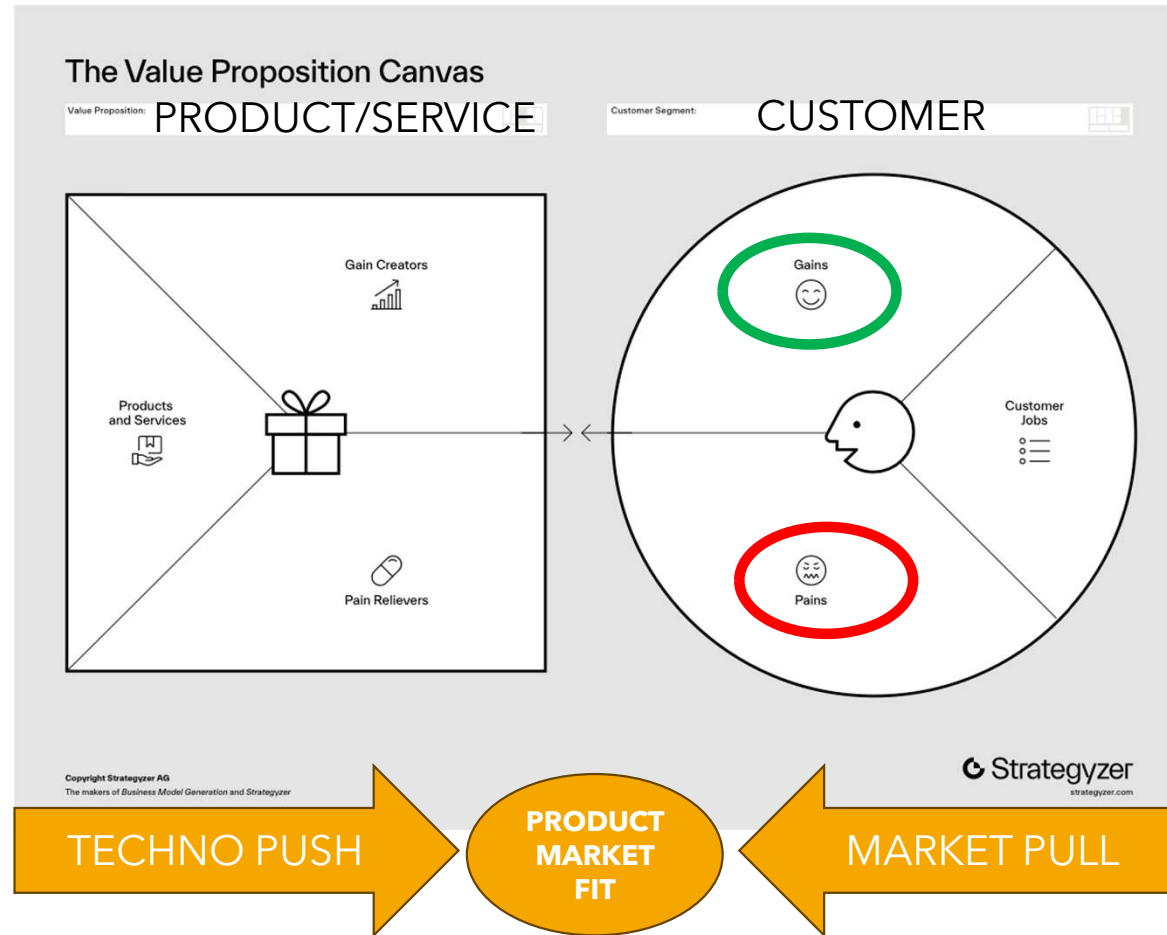 The Value Proposition Canvas
Value Proposition:
PRODUCT/SERVICE
Customer Segment:
CUSTOMER
Gain Creators
Gains
Products
and Services
Customer
Jobs
Pain Relievers
Pains
Copyright Strategyzer AG
The makers of Business Model Generation and Strategyzer
Strategyzer
strategyzer.com
TECHNO PUSH
PRODUCT
MARKET
FIT
MARKET PULL